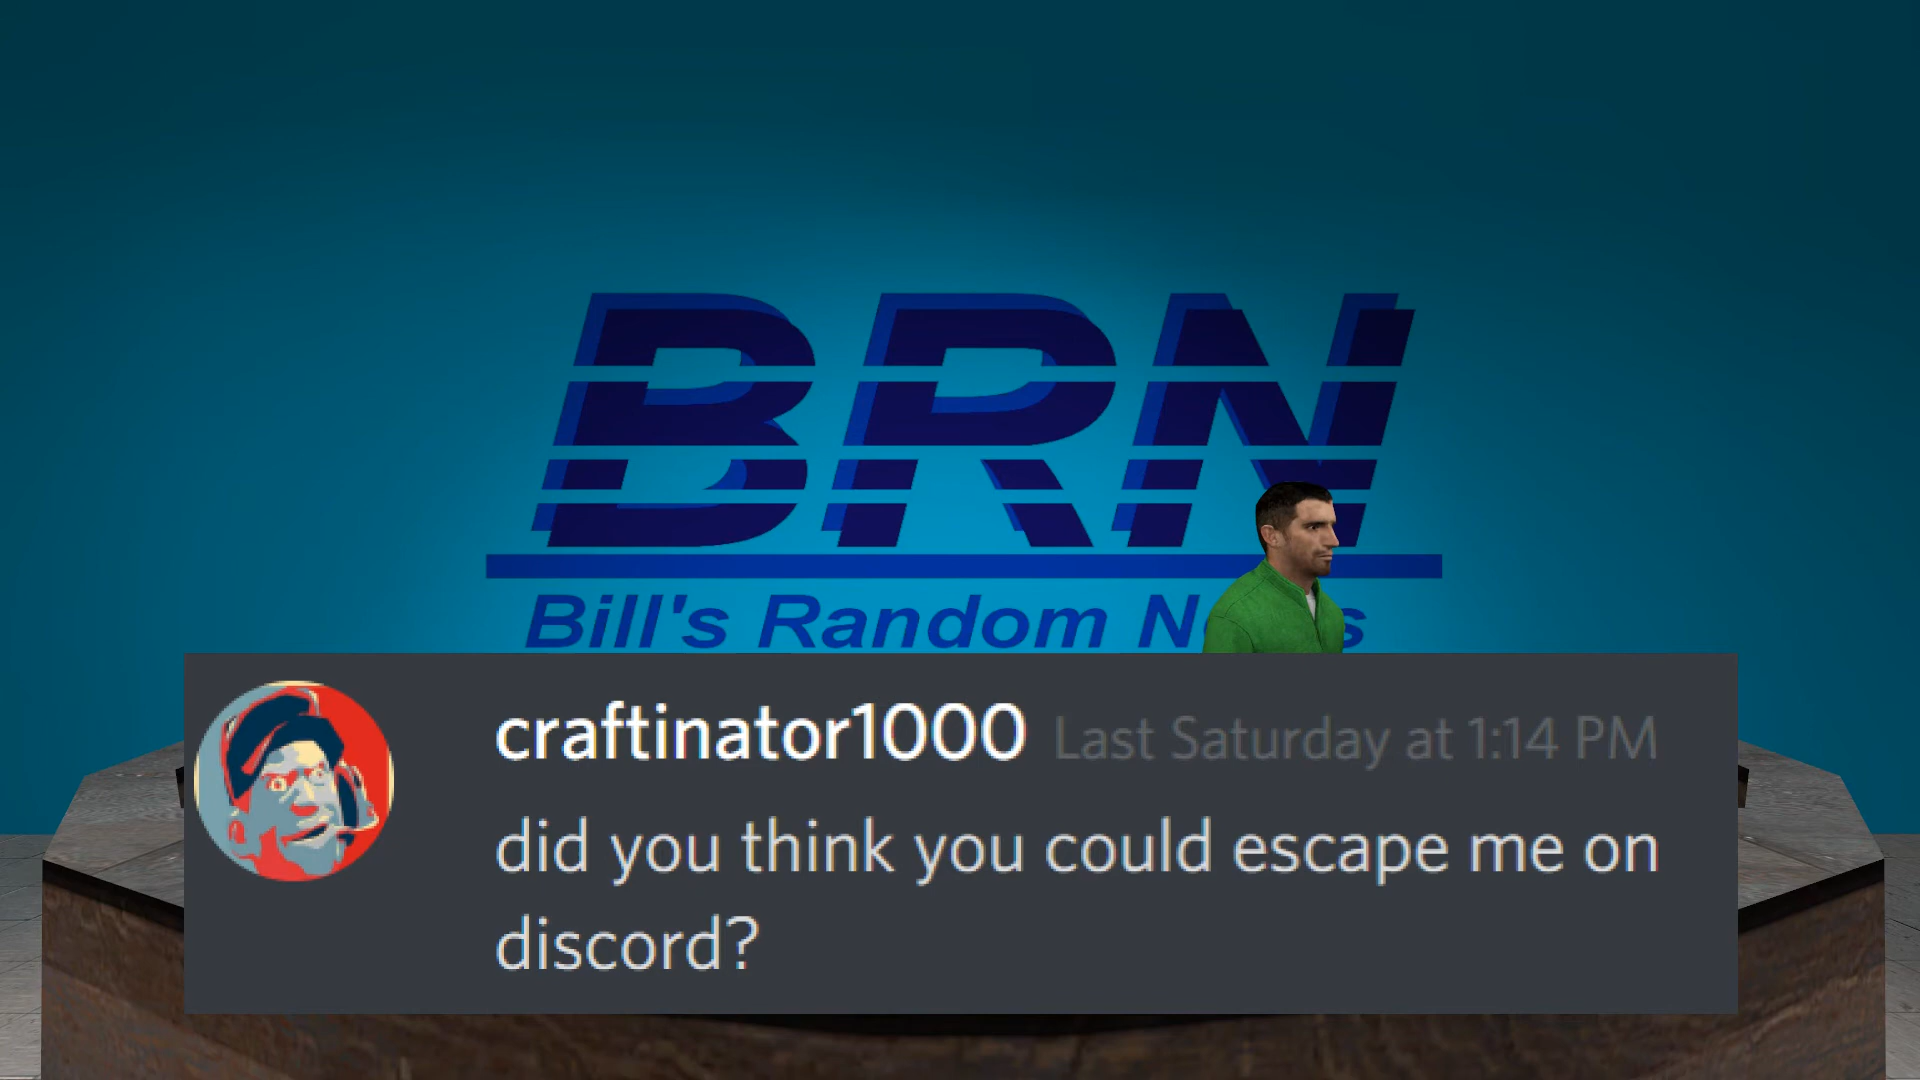 BRN
Bill's Random N s
craftinator1000 Last Saturday at 1:14 PM
did you think you could escape me on
discord?